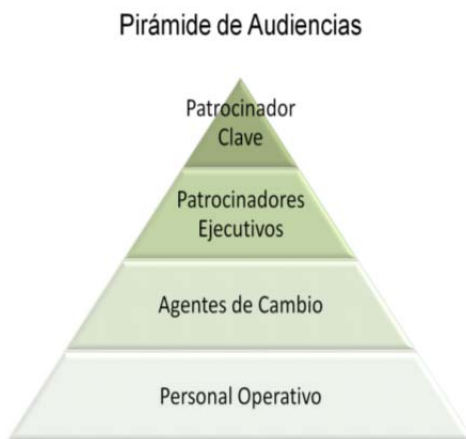 Pirámide de Audiencias
Patrocinador
Clave
Patrocinadores
Ejecutivos
Agentes de Cambio
Personal Operativo